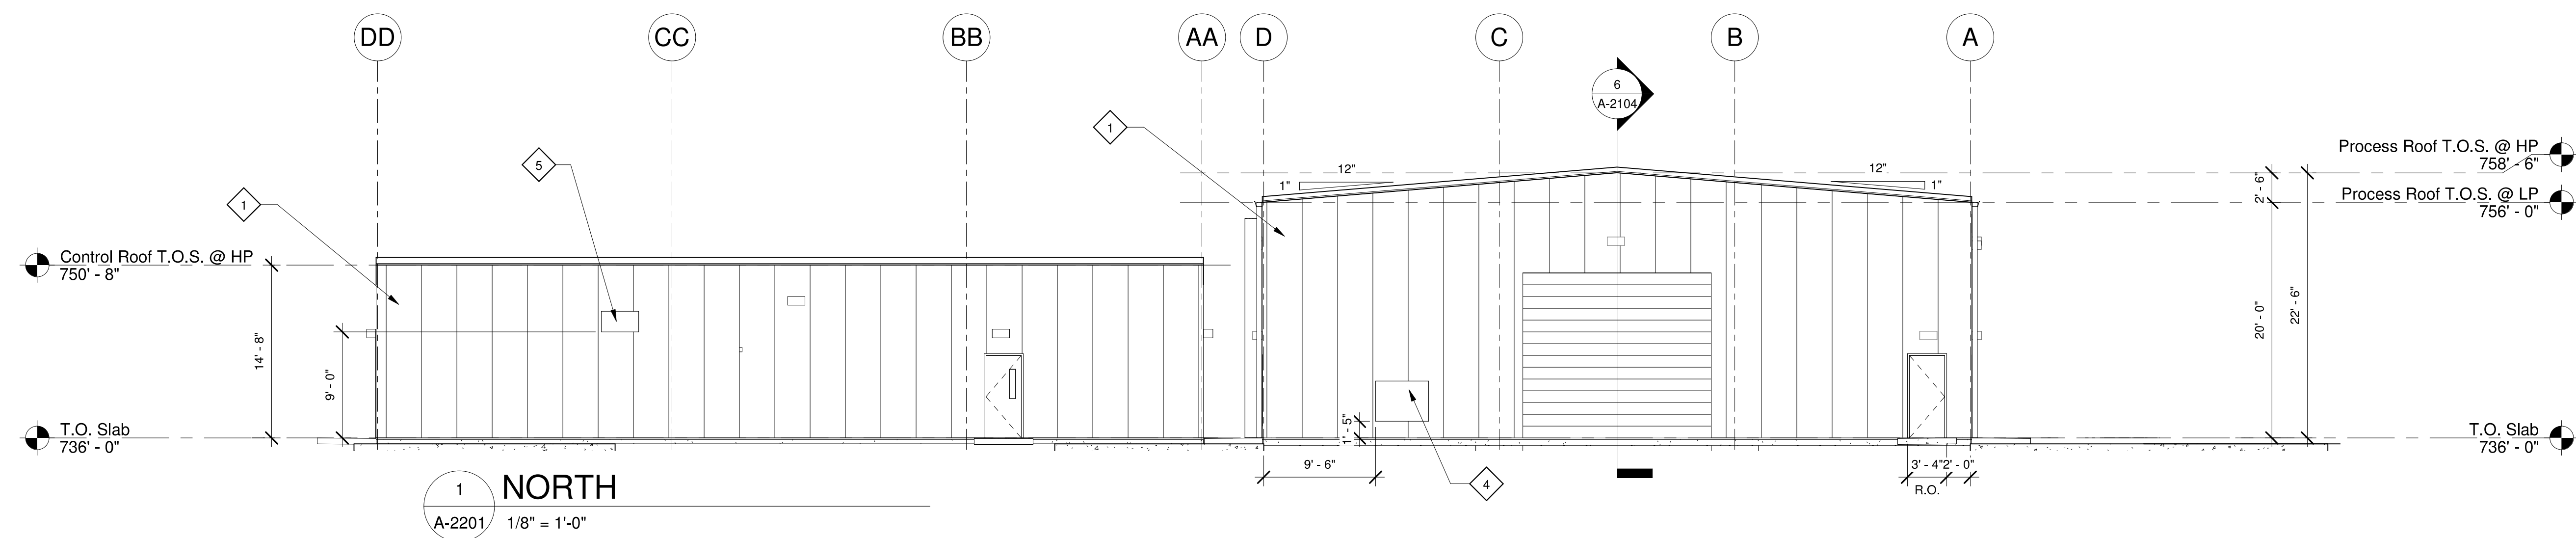 DD
CC
BB
AA
D
C
B
A
6
A-2104
1
5
1
12"
1"
12"
1"
Process Roof T.O.S. @ HP
758' - 6"
Process Roof T.O.S. @ LP
756' - 0"
2' - 6"
Control Roof T.O.S. @ HP
750' - 8"
14' - 8"
9' - 0"
20' - 0"
22' - 6"
1' - 5"
T.O. Slab
736' - 0"
T.O. Slab
736' - 0"
9' - 6"
4
3' - 4"
2' - 0"
R.O.
1
NORTH
A-2201
1/8" = 1'-0"